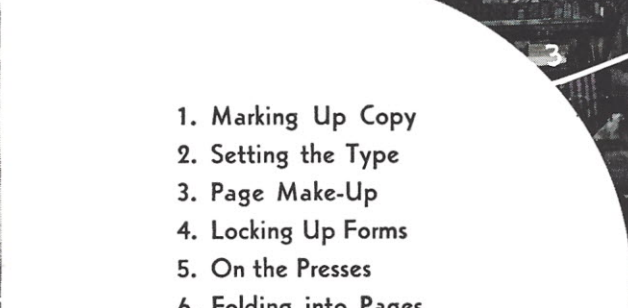 3
1. Marking Up Copy
2. Setting the Type
3. Page Make-Up
4. Locking Up Forms
5. On the Presses
6. Folding into Pages